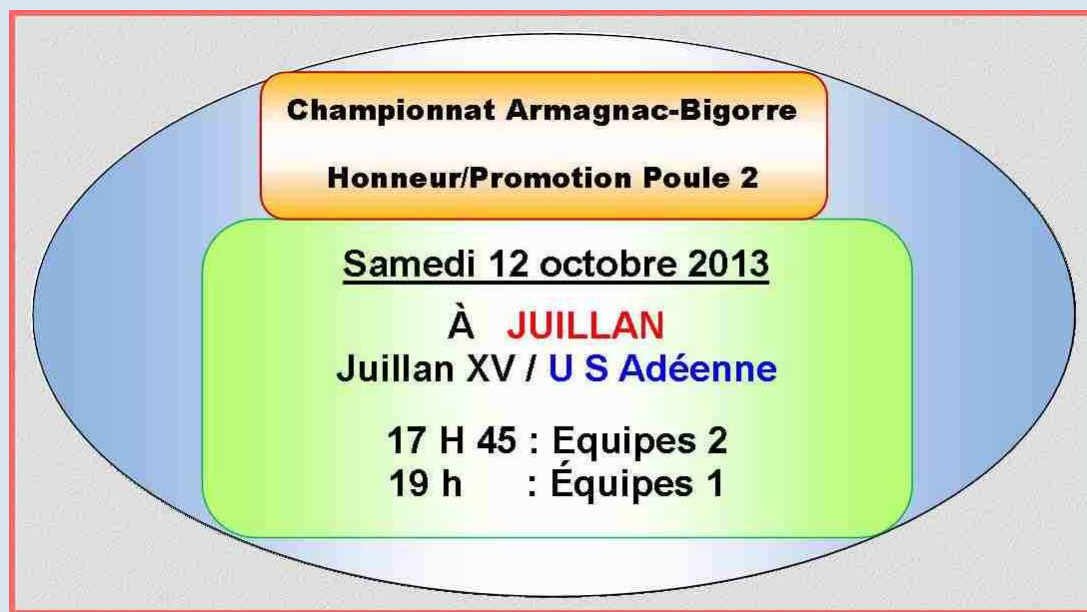 Championnat Armagnac-Bigorre
Honneur/Promotion Poule 2
Samedi 12 octobre 2013
À JUILLAN
Juillan XV / U S Adéenne
17 H 45 : Equipes 2
19 h : Équipes 1